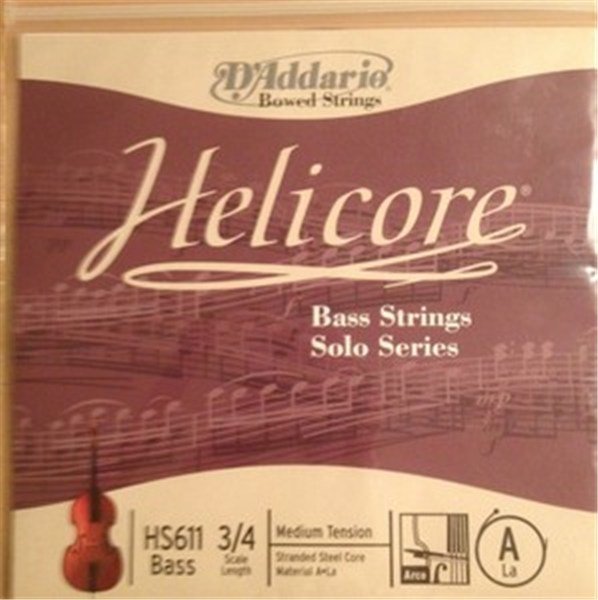 D'Addario®
Bowed Strings
Helicore®
Bass Strings
Solo Series
mp
HS611 3/4 Medium Tension
Bass Scale Length Stranded Steel Core
Material A=La
Arco
A
La